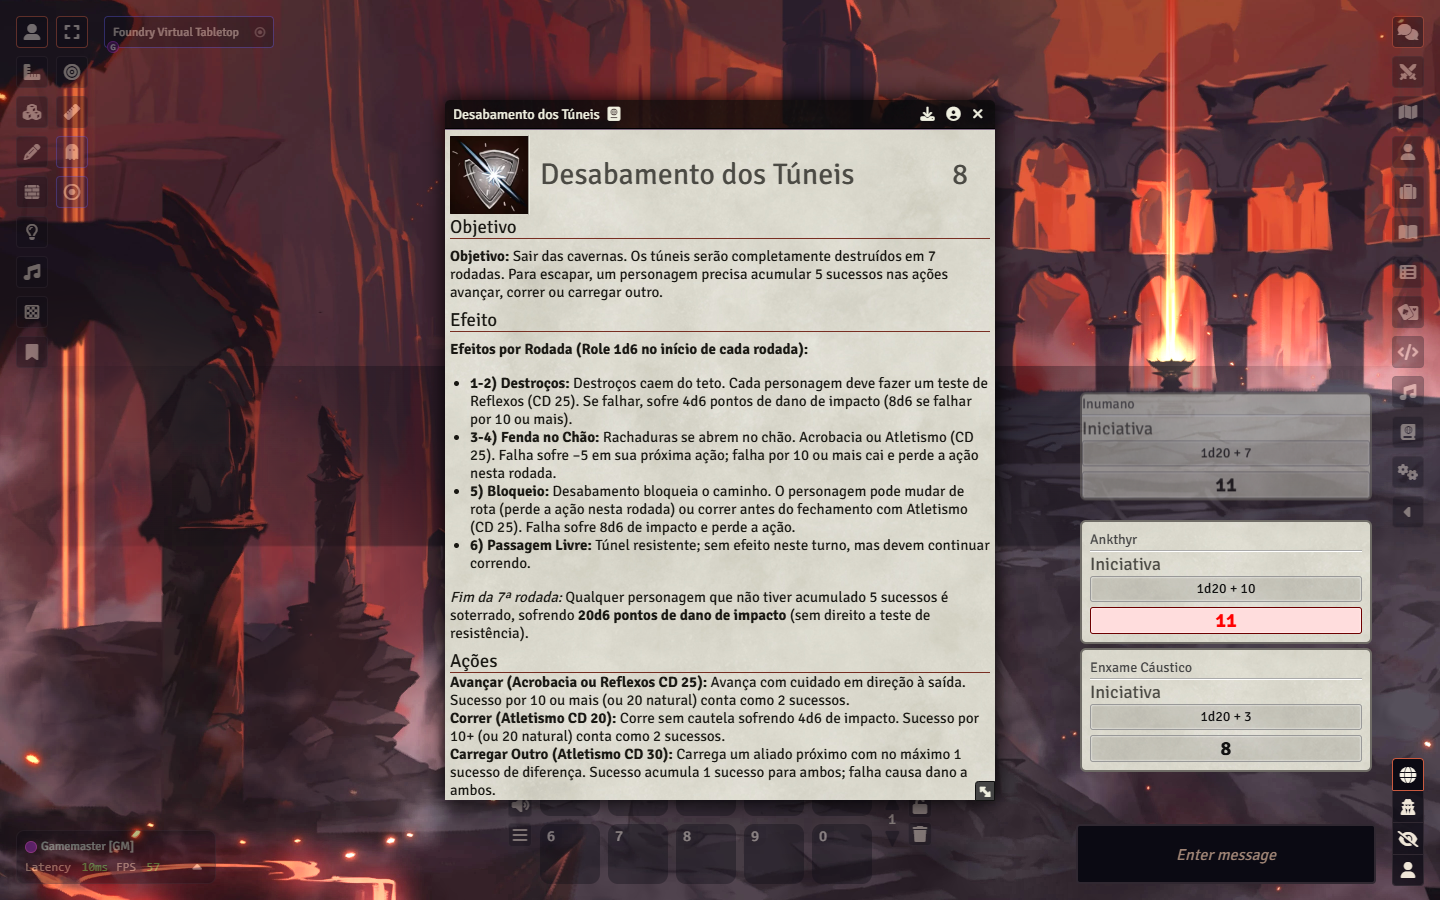 Foundry Virtual Tabletop
G
Desabamento dos Túneis
Desabamento dos Túneis
8
Objetivo
Objetivo: Sair das cavernas. Os túneis serão completamente destruídos em 7
rodadas. Para escapar, um personagem precisa acumular 5 sucessos nas ações
avançar, correr ou carregar outro.
Efeito
Efeitos por Rodada (Role 1d6 no início de cada rodada):
• 1-2) Destroços: Destroços caem do teto. Cada personagem deve fazer um teste de
Reflexos (CD 25). Se falhar, sofre 4d6 pontos de dano de impacto (8d6 se falhar
por 10 ou mais).
• 3-4) Fenda no Chão: Rachaduras se abrem no chão. Acrobacia ou Atletismo (CD
25). Falha sofre –5 em sua próxima ação; falha por 10 ou mais cai e perde a ação
nesta rodada.
• 5) Bloqueio: Desabamento bloqueia o caminho. O personagem pode mudar de
rota (perde a ação nesta rodada) ou correr antes do fechamento com Atletismo
(CD 25). Falha sofre 8d6 de impacto e perde a ação.
• 6) Passagem Livre: Túnel resistente; sem efeito neste turno, mas devem continuar
correndo.
Fim da 7ª rodada: Qualquer personagem que não tiver acumulado 5 sucessos é
soterrado, sofrendo 20d6 pontos de dano de impacto (sem direito a teste de
resistência).
Ações
Avançar (Acrobacia ou Reflexos CD 25): Avança com cuidado em direção à saída.
Sucesso por 10 ou mais (ou 20 natural) conta como 2 sucessos.
Correr (Atletismo CD 20): Corre sem cautela sofrendo 4d6 de impacto. Sucesso por
10+ (ou 20 natural) conta como 2 sucessos.
Carregar Outro (Atletismo CD 30): Carrega um aliado próximo com no máximo 1
sucesso de diferença. Sucesso acumula 1 sucesso para ambos; falha causa dano a
ambos.
Inumano
Iniciativa
1d20 + 7
11
Ankthyr
Iniciativa
1d20 + 10
11
Enxame Cáustico
Iniciativa
1d20 + 3
8
Enter message
6 7 8 9 0
1
Gamemaster [GM]
Latency 10ms FPS 57